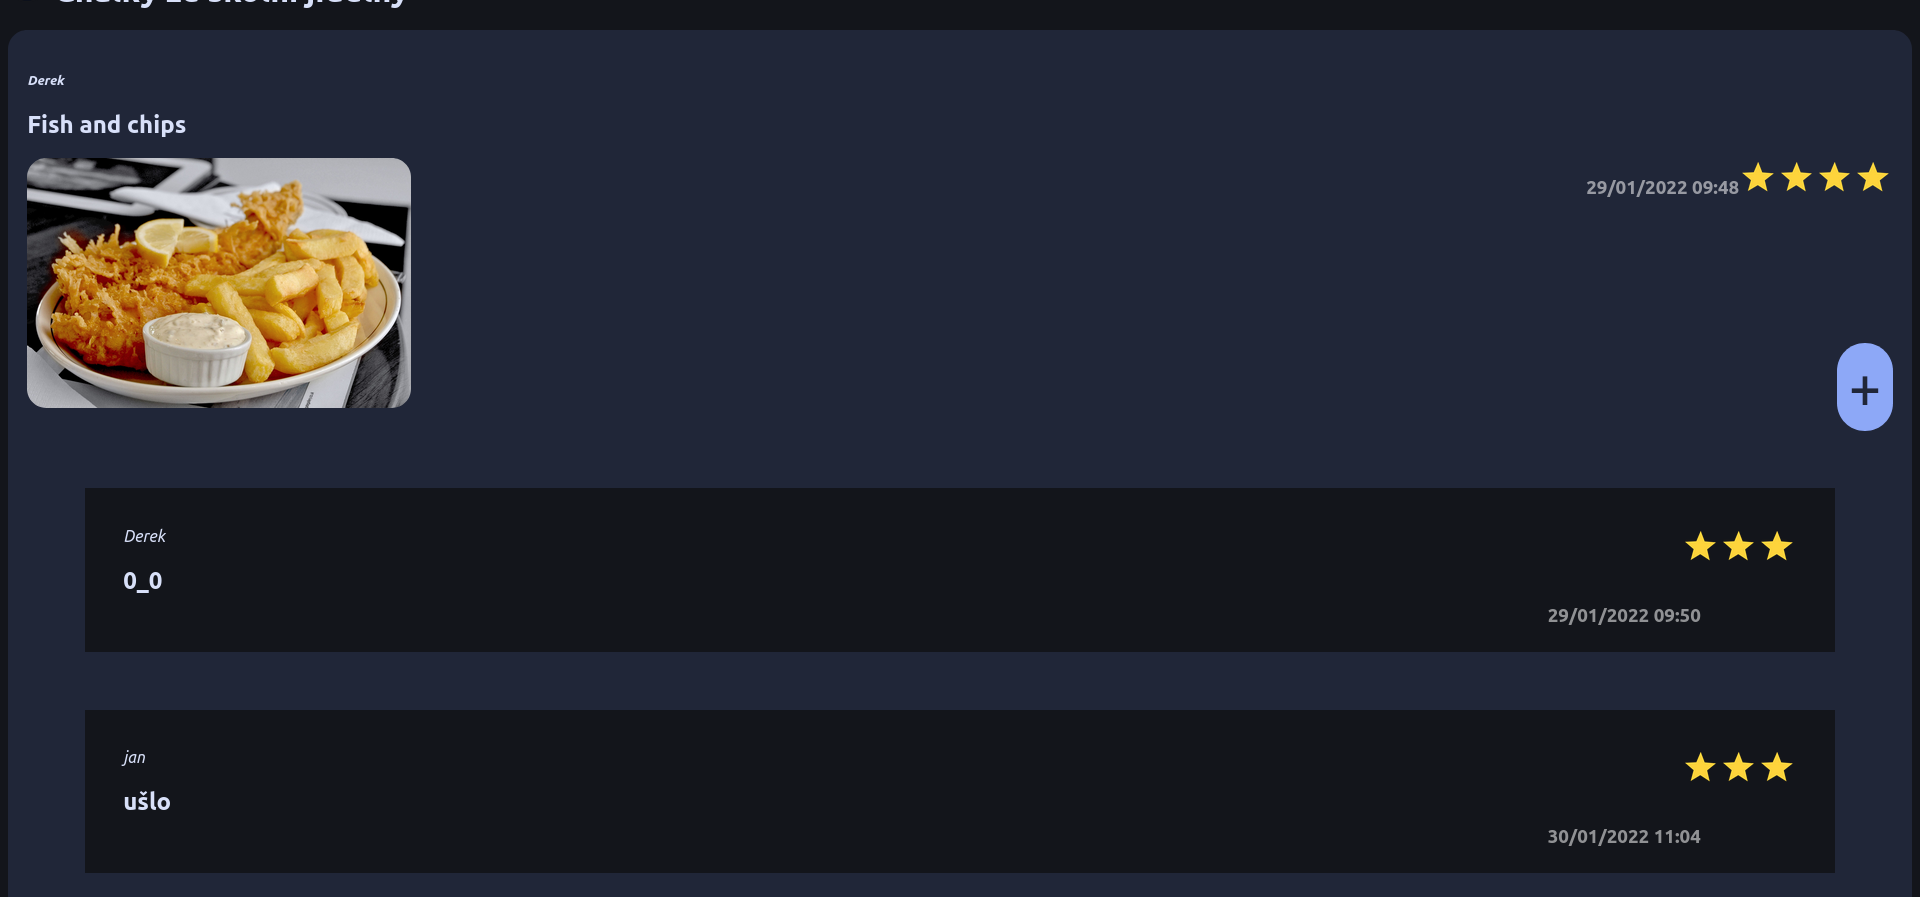 Derek
Fish and chips
29/01/2022 09:48
+
Derek
0_0
29/01/2022 09:50
jan
ušlo
30/01/2022 11:04